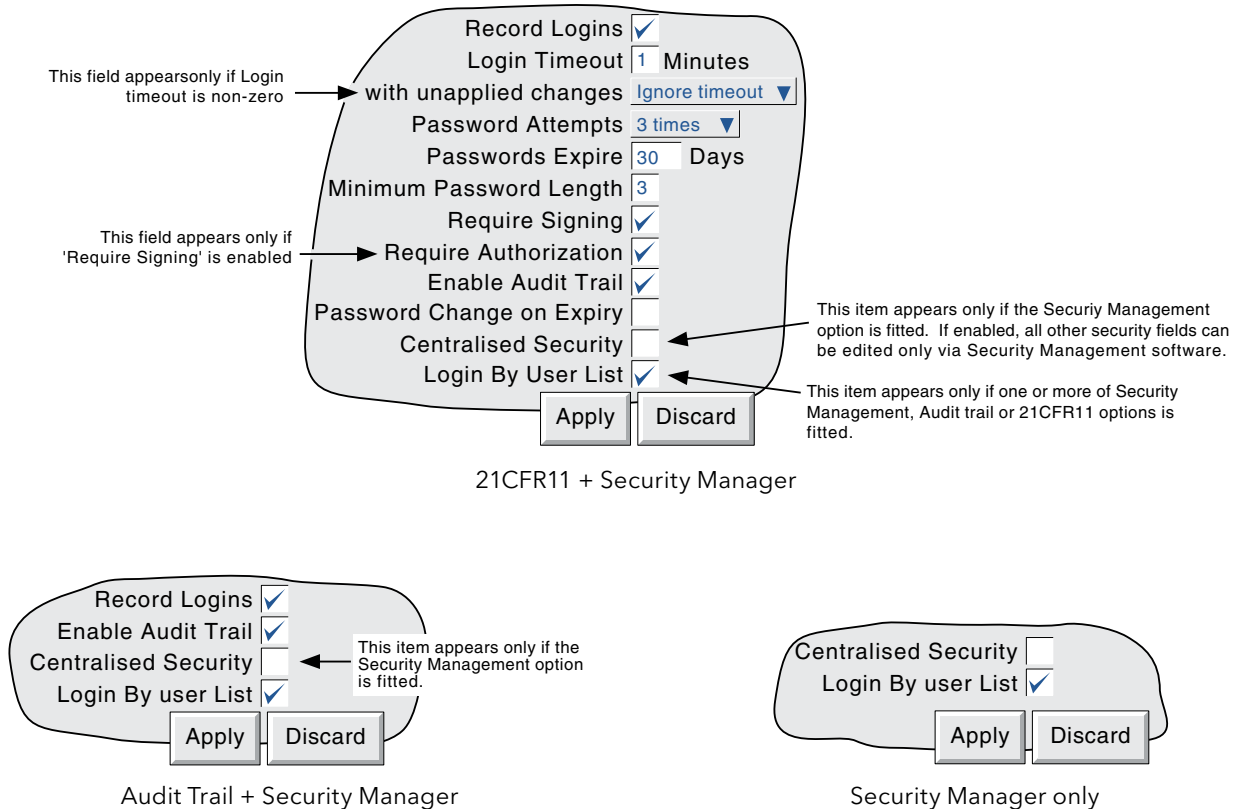 Record Logins
Login Timeout 1 Minutes
This field appearsonly if Login
timeout is non-zero
with unapplied changes Ignore timeout
Password Attempts 3 times
Passwords Expire 30 Days
Minimum Password Length 3
Require Signing
This field appears only if
'Require Signing' is enabled
Require Authorization
Enable Audit Trail
Password Change on Expiry
Centralised Security
This item appears only if the Securiy Management
option is fitted. If enabled, all other security fields can
be edited only via Security Management software.
Login By User List
This item appears only if one or more of Security
Management, Audit trail or 21CFR11 options is
fitted.
Apply Discard
21CFR11 + Security Manager
Record Logins
Enable Audit Trail
Centralised Security
This item appears only if the
Security Management option
is fitted.
Login By user List
Apply Discard
Audit Trail + Security Manager
Centralised Security
Login By user List
Apply Discard
Security Manager only